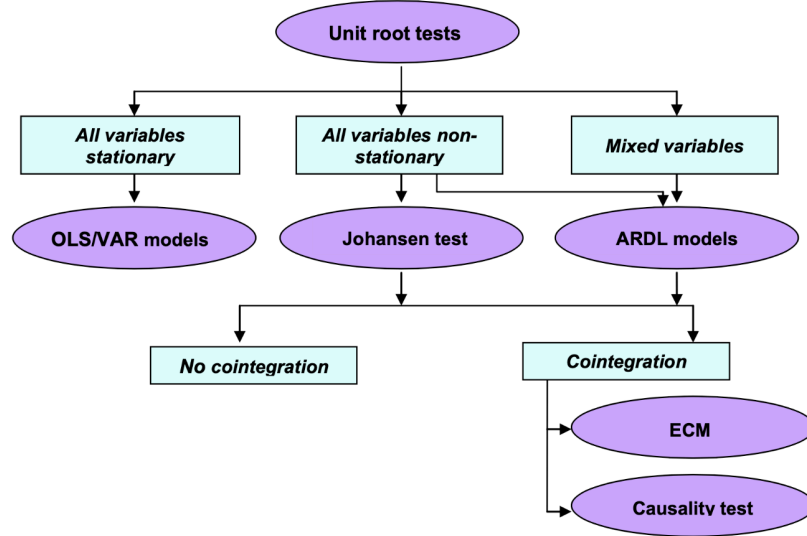 Unit root tests
All variables
stationary
All variables non-
stationary
Mixed variables
OLS/VAR models
Johansen test
ARDL models
No cointegration
Cointegration
ECM
Causality test